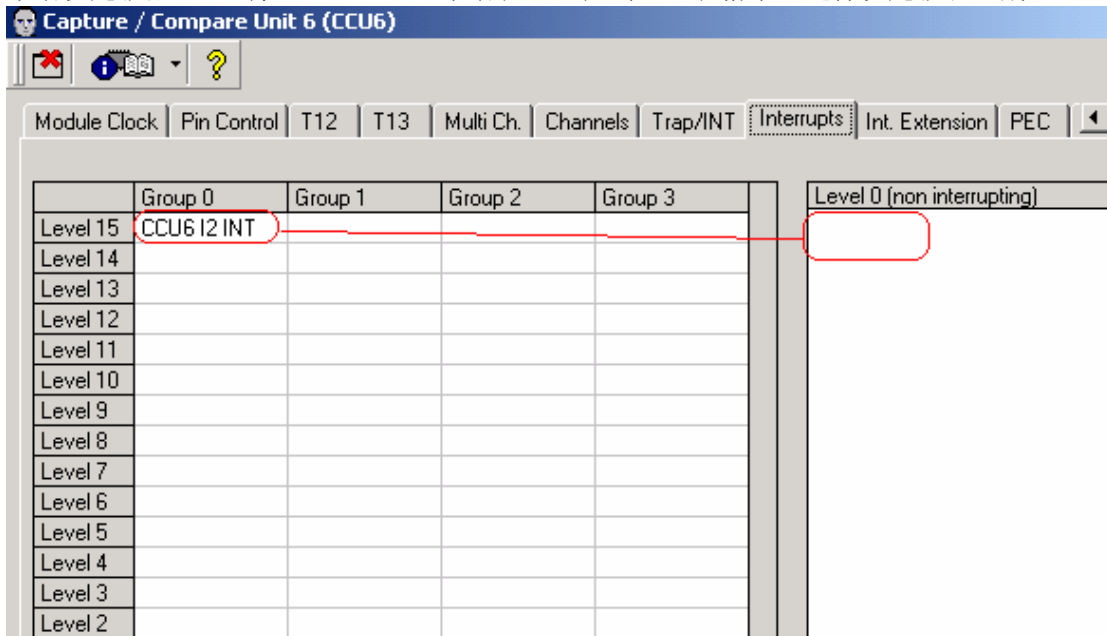 Capture / Compare Unit 6 (CCU6)
Module Clock Pin Control T12 T13 Multi Ch. Channels Trap/INT Interrupts Int. Extension PEC
Group 0 Group 1 Group 2 Group 3 Level 0 (non interrupting)
Level 15 CCU6 I2 INT
Level 14
Level 13
Level 12
Level 11
Level 10
Level 9
Level 8
Level 7
Level 6
Level 5
Level 4
Level 3
Level 2